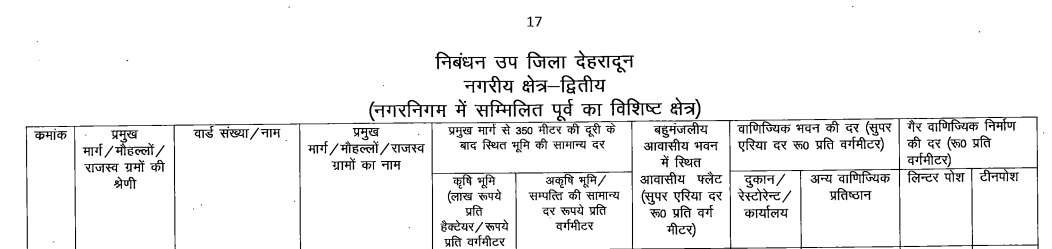 17
निबंधन उप जिला देहरादून
नगरीय क्षेत्र–द्वितीय
(नगरनिगम में सम्मिलित पूर्व का विशिष्ट क्षेत्र)
कमांक
प्रमुख
मार्ग/मौहल्लों/
राजस्व ग्रमों की
श्रेणी
वार्ड संख्या/नाम
प्रमुख
मार्ग/मौहल्लों/राजस्व
ग्रामों का नाम
प्रमुख मार्ग से 350 मीटर की दूरी के
बाद स्थित भूमि की सामान्य दर
कृषि भूमि
(लाख रूपये
प्रति
हैक्टेयर/रूपये
प्रति वर्गमीटर
अकृषि भूमि/
सम्पत्ति की सामान्य
दर रूपये प्रति
वर्गमीटर
बहुमंजलीय
आवासीय भवन
में स्थित
आवासीय फ्लैट
(सुपर एरिया दर
रू0 प्रति वर्ग
मीटर)
वाणिज्यिक भवन की दर (सुपर
एरिया दर रू0 प्रति वर्गमीटर)
दुकान/
रेस्टोरेन्ट/
कार्यालय
अन्य वाणिज्यिक
प्रतिष्ठान
गैर वाणिज्यिक निर्माण
की दर (रू0 प्रति
वर्गमीटर)
लिन्टर पोश
टीनपोश